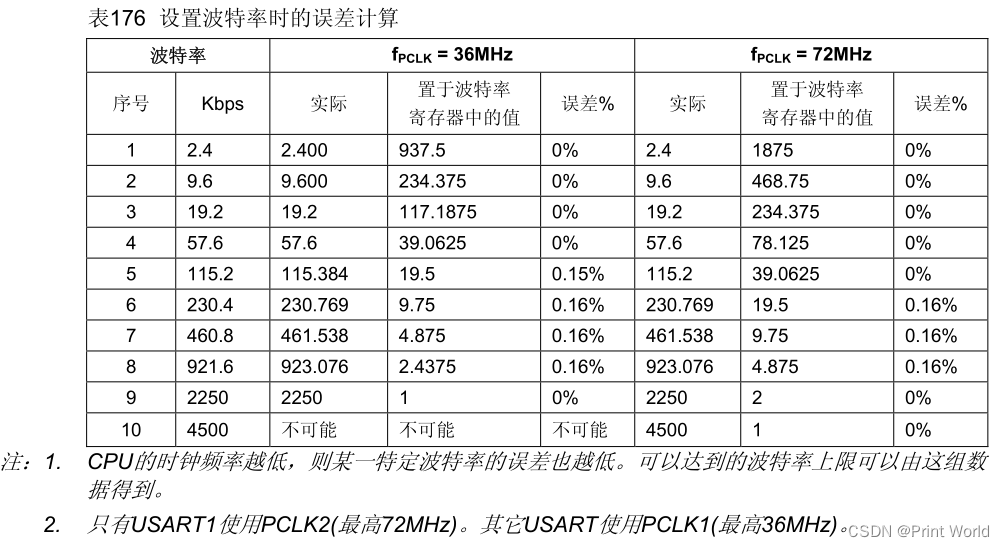 表176 设置波特率时的误差计算
波特率 fPCLK = 36MHz fPCLK = 72MHz
序号 Kbps 实际 置于波特率 误差% 实际 置于波特率 误差%
寄存器中的值 寄存器中的值
1 2.4 2.400 937.5 0% 2.4 1875 0%
2 9.6 9.600 234.375 0% 9.6 468.75 0%
3 19.2 19.2 117.1875 0% 19.2 234.375 0%
4 57.6 57.6 39.0625 0% 57.6 78.125 0%
5 115.2 115.384 19.5 0.15% 115.2 39.0625 0%
6 230.4 230.769 9.75 0.16% 230.769 19.5 0.16%
7 460.8 461.538 4.875 0.16% 461.538 9.75 0.16%
8 921.6 923.076 2.4375 0.16% 923.076 4.875 0.16%
9 2250 2250 1 0% 2250 2 0%
10 4500 不可能 不可能 不可能 4500 1 0%
注：1. CPU的时钟频率越低，则某一特定波特率的误差也越低。可以达到的波特率上限可以由这组数
据得到。
2. 只有USART1使用PCLK2(最高72MHz)。其它USART使用PCLK1(最高36MHz)。
CSDN @Print World